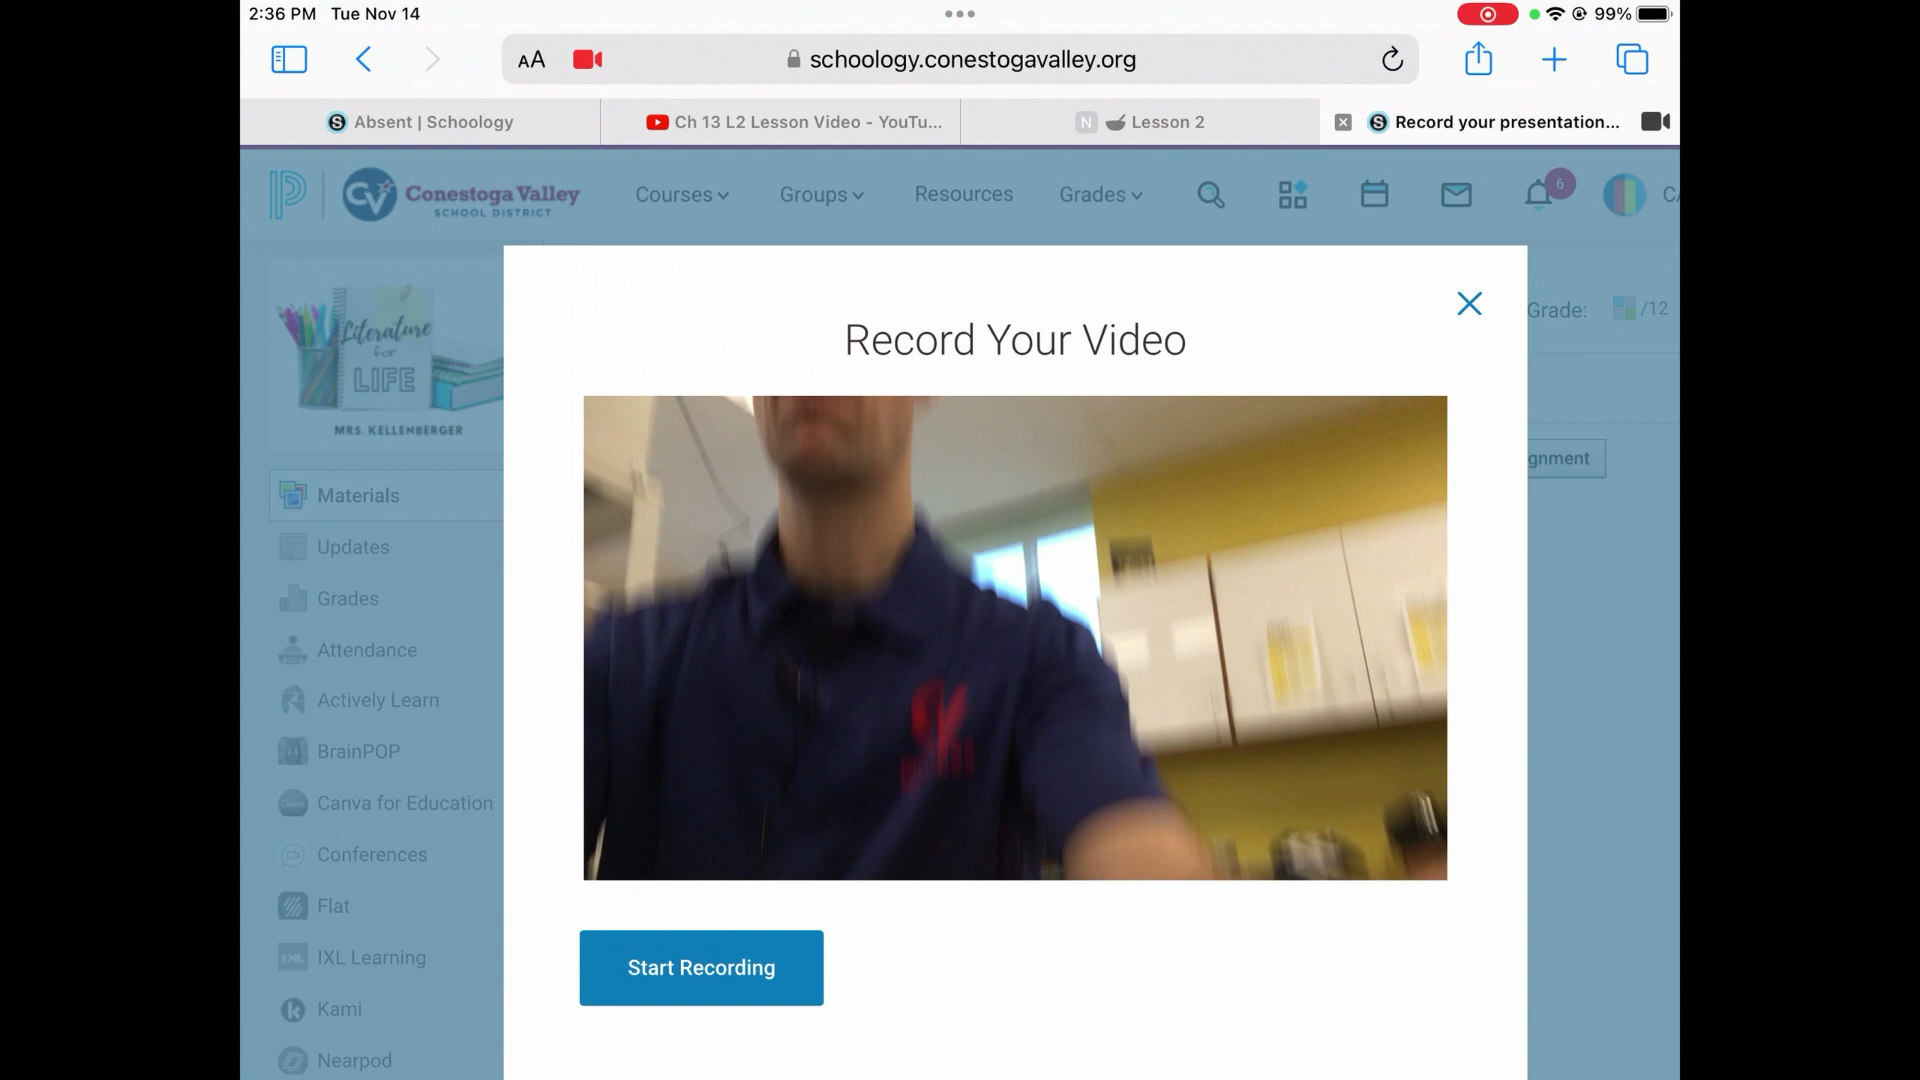 2:36 PM Tue Nov 14
99%
AA
schoology.conestogavalley.org
Absent | Schoology
Ch 13 L2 Lesson Video - YouTu...
N Lesson 2
Record your presentation...
CV Conestoga Valley
SCHOOL DISTRICT
Courses
Groups
Resources
Grades
6
CA
Literature
for
LIFE
MRS. KELLENBERGER
Grade: /12
gnment
Record Your Video
Start Recording
Materials
Updates
Grades
Attendance
Actively Learn
BrainPOP
Canva for Education
Conferences
Flat
IXL IXL Learning
Kami
Nearpod